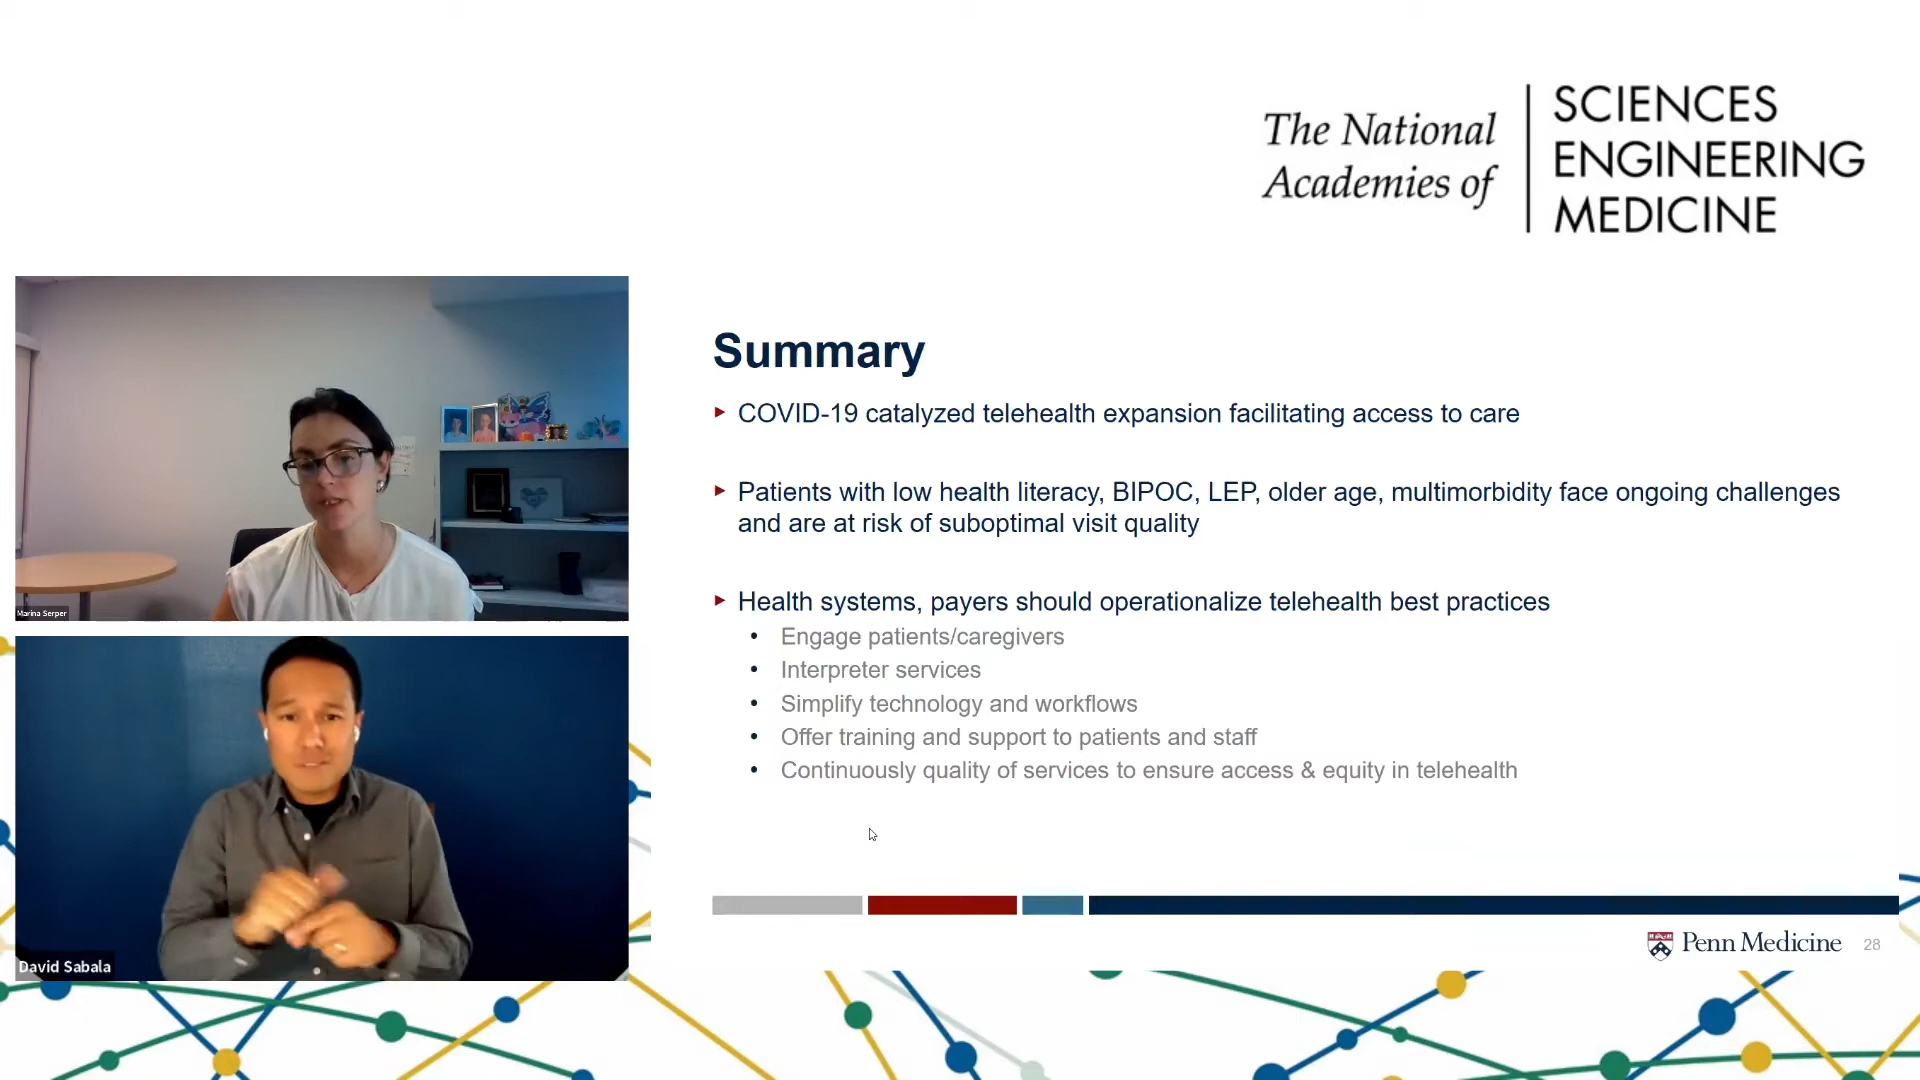 The National
Academies of
SCIENCES
ENGINEERING
MEDICINE
Marina Serper
David Sabala
Summary
COVID-19 catalyzed telehealth expansion facilitating access to care
Patients with low health literacy, BIPOC, LEP, older age, multimorbidity face ongoing challenges
and are at risk of suboptimal visit quality
Health systems, payers should operationalize telehealth best practices
• Engage patients/caregivers
• Interpreter services
• Simplify technology and workflows
• Offer training and support to patients and staff
• Continuously quality of services to ensure access & equity in telehealth
Penn Medicine 28